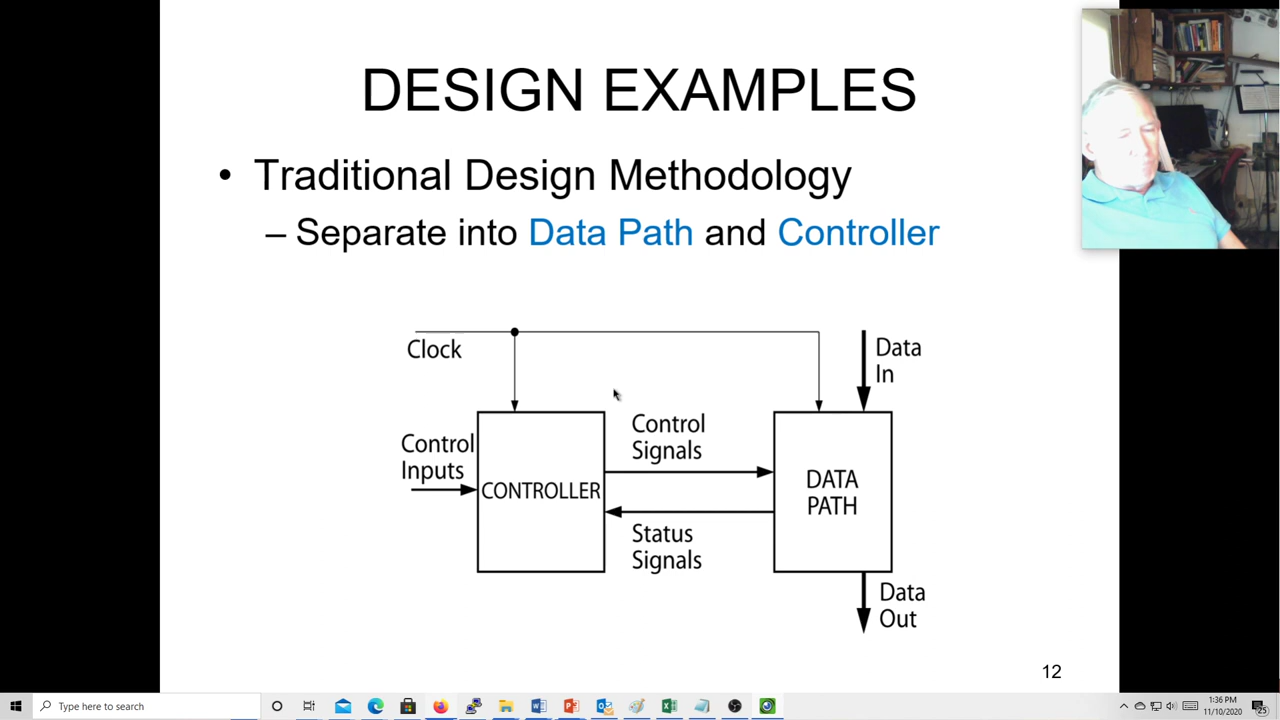 DESIGN EXAMPLES
• Traditional Design Methodology
– Separate into Data Path and Controller
Clock
Data
In
Control
Inputs
CONTROLLER
Control
Signals
Status
Signals
DATA
PATH
Data
Out
12
Type here to search
1:36 PM
11/10/2020
25